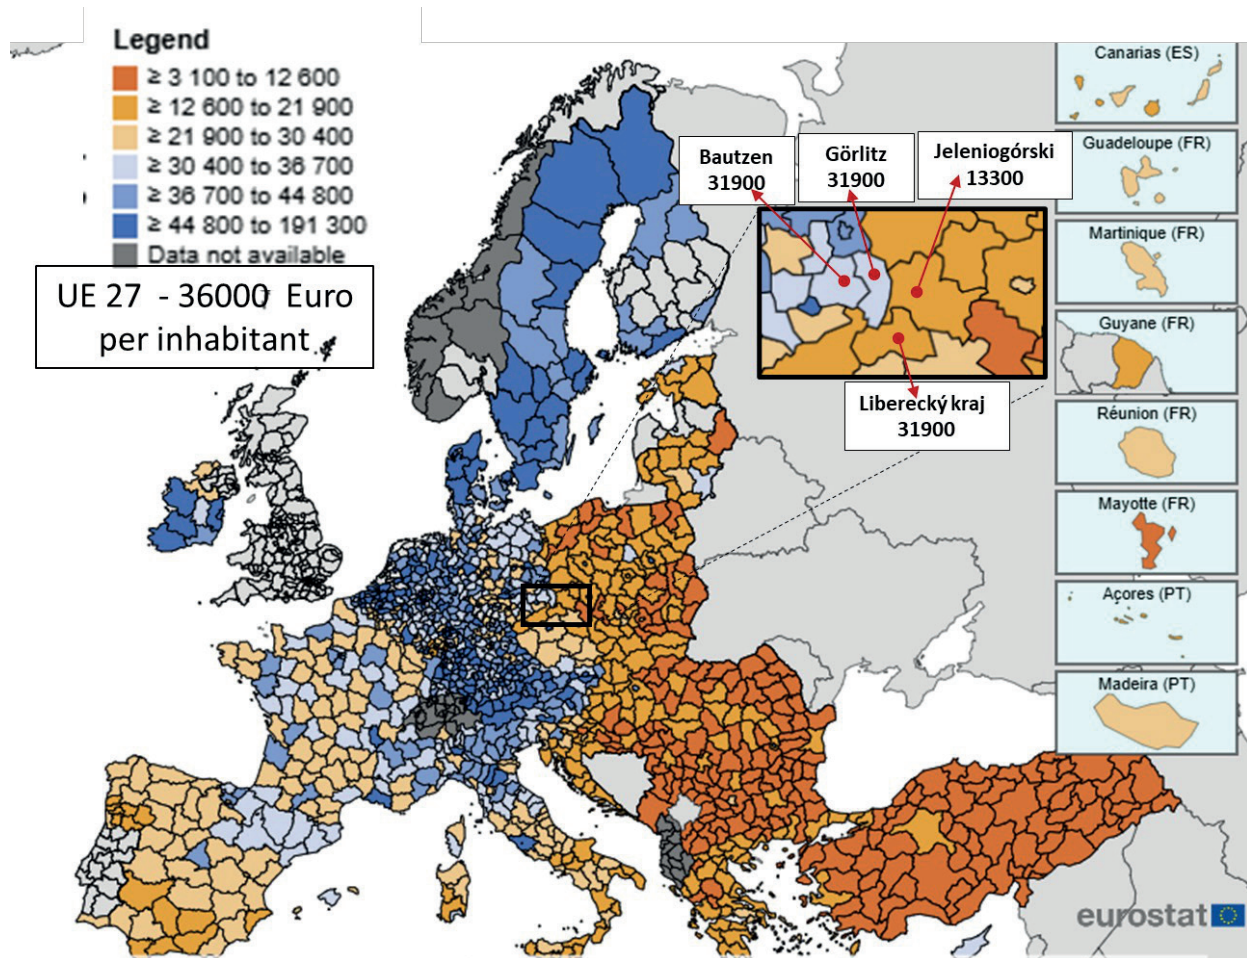 Legend
≥ 3 100 to 12 600
≥ 12 600 to 21 900
≥ 21 900 to 30 400
≥ 30 400 to 36 700
≥ 36 700 to 44 800
≥ 44 800 to 191 300
Data not available
UE 27 - 36000 Euro
per inhabitant
Bautzen
31900
Görlitz
31900
Jeleniogórski
13300
Liberecký kraj
31900
Canarias (ES)
Guadeloupe (FR)
Martinique (FR)
Guyane (FR)
Réunion (FR)
Mayotte (FR)
Açores (PT)
Madeira (PT)
eurostat